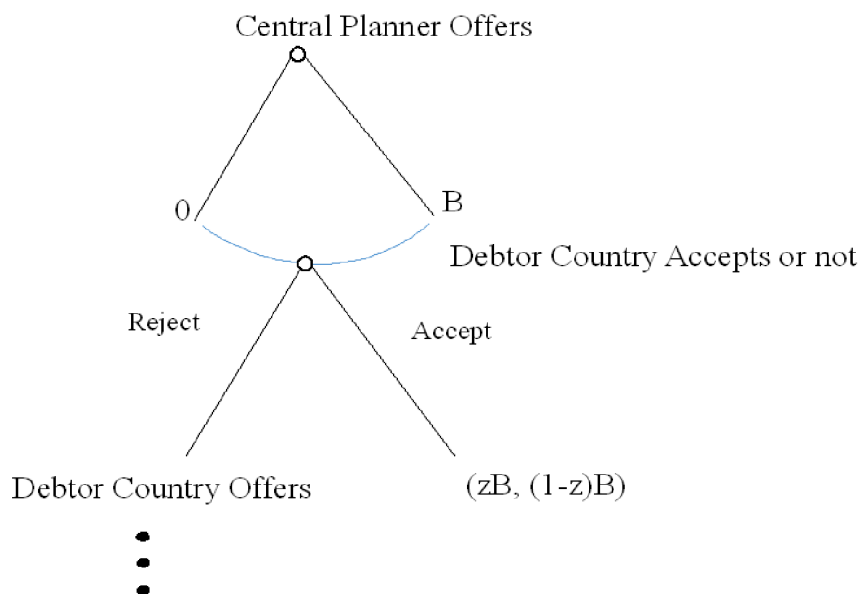 Central Planner Offers
0
B
Debtor Country Accepts or not
Reject
Accept
Debtor Country Offers
(zB, (1-z)B)